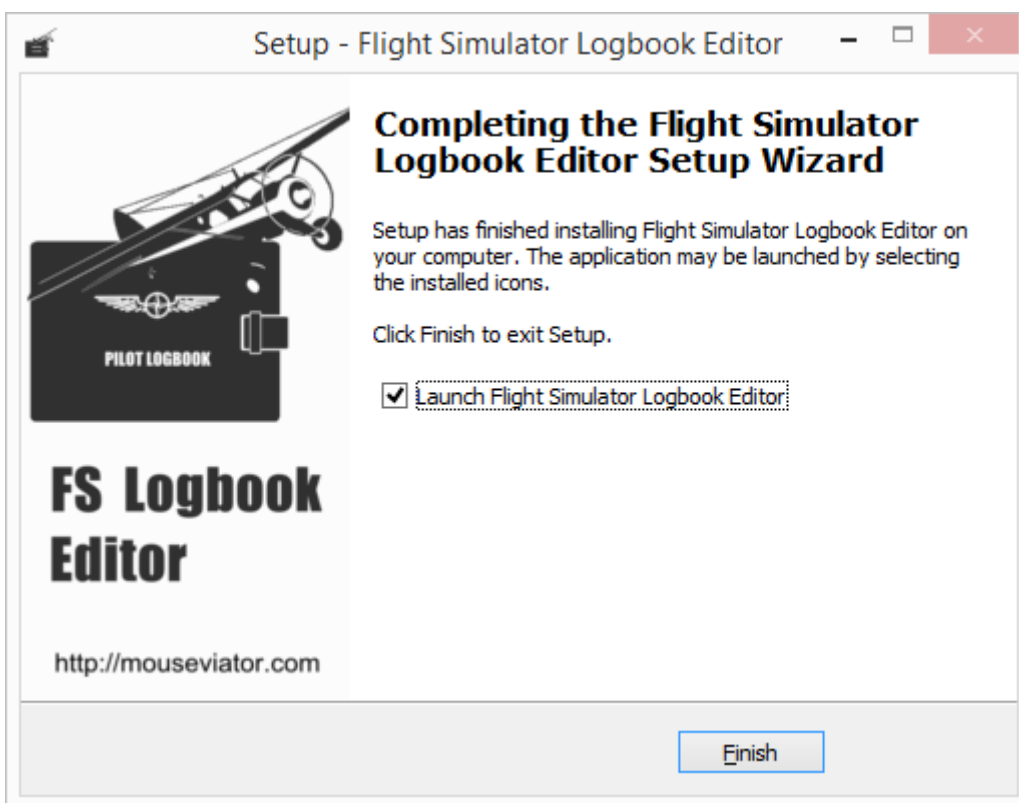 Setup - Flight Simulator Logbook Editor
Completing the Flight Simulator
Logbook Editor Setup Wizard
Setup has finished installing Flight Simulator Logbook Editor on
your computer. The application may be launched by selecting
the installed icons.
Click Finish to exit Setup.
Launch Flight Simulator Logbook Editor
PILOT LOGBOOK
FS Logbook
Editor
http://mouseviator.com
Finish